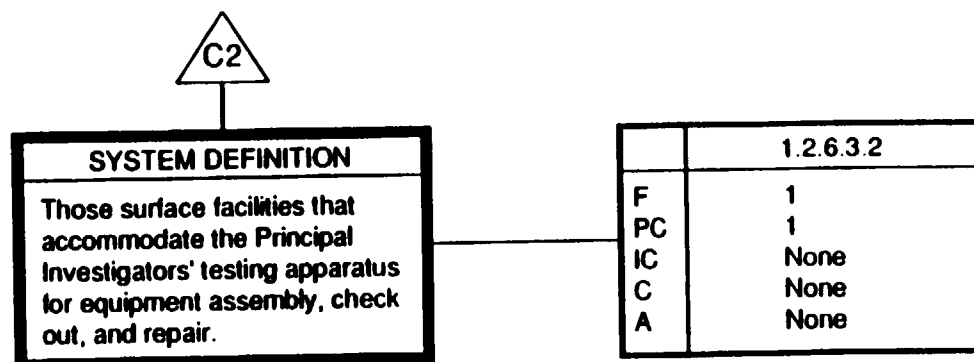 C2
SYSTEM DEFINITION
Those surface facilities that
accommodate the Principal
Investigators' testing apparatus
for equipment assembly, check
out, and repair.
1.2.6.3.2
F 1
PC 1
IC None
C None
A None